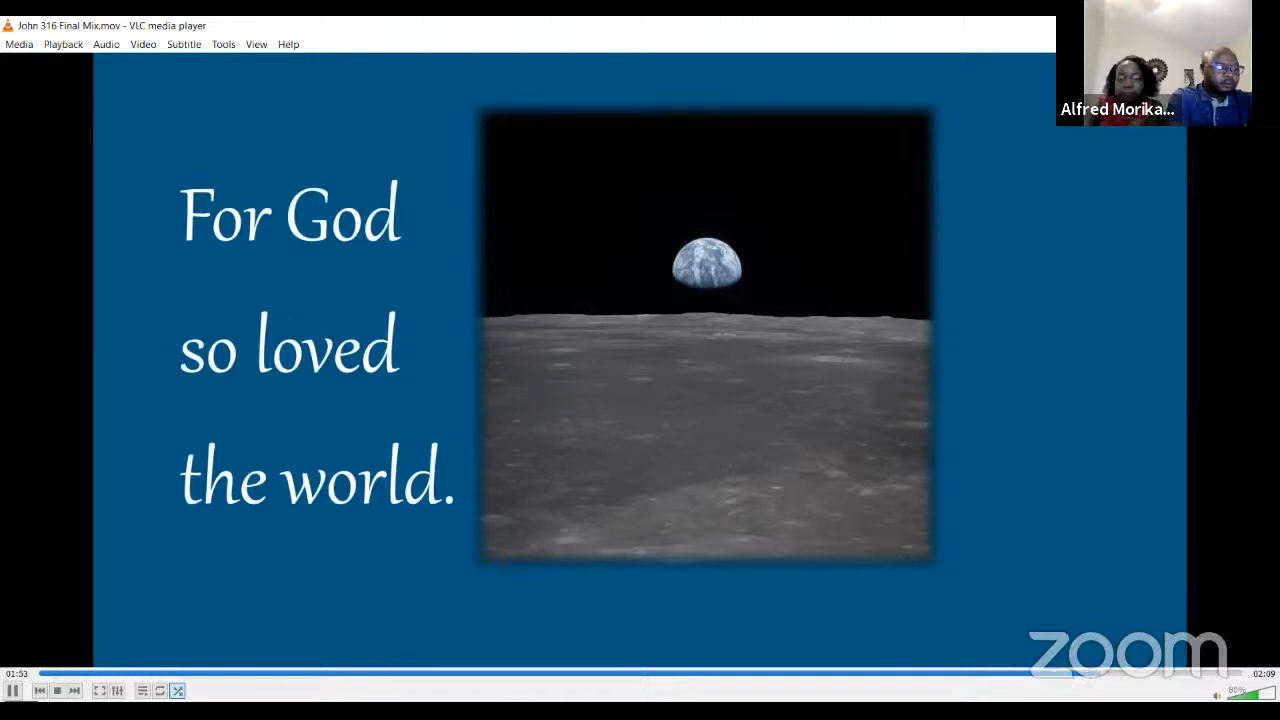 John 316 Final Mix.mov - VLC media player
Media Playback Audio Video Subtitle Tools View Help
Alfred Morika...
For God
so loved
the world.
zoom
01:53
02:09
80%